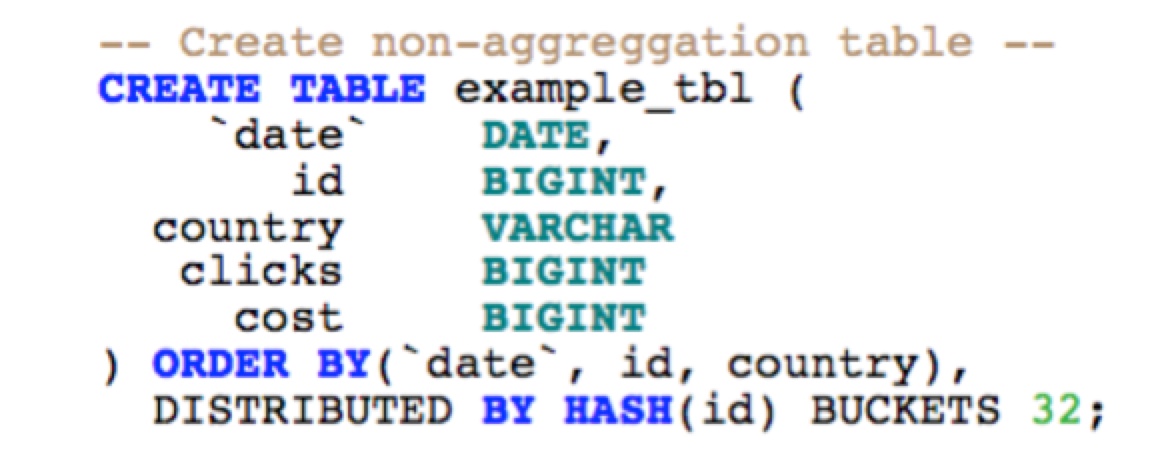 -- Create non-aggreggation table --
CREATE TABLE example_tbl (
`date` DATE,
id BIGINT,
country VARCHAR
clicks BIGINT
cost BIGINT
) ORDER BY(`date`, id, country),
DISTRIBUTED BY HASH(id) BUCKETS 32;